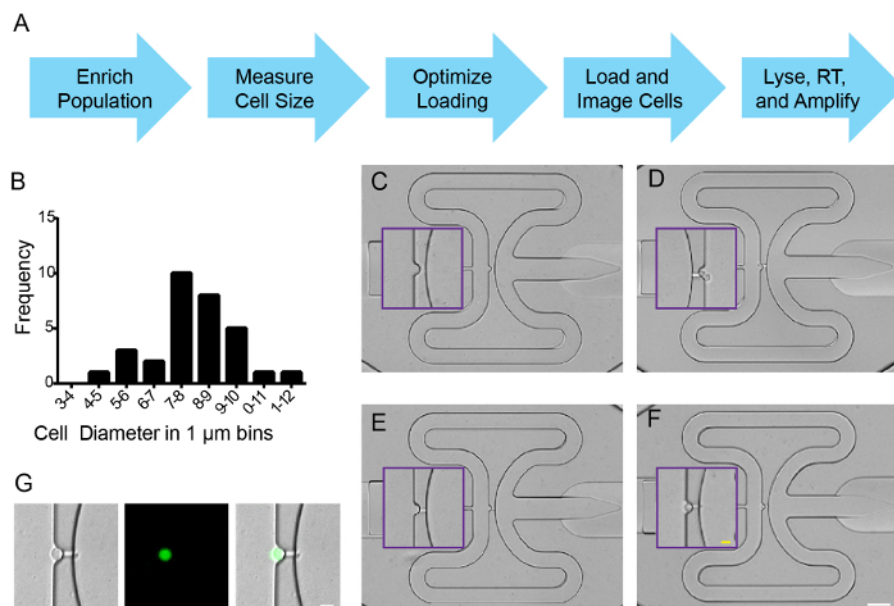 A
Enrich Population
Measure Cell Size
Optimize Loading
Load and Image Cells
Lyse, RT, and Amplify
B
Frequency
15
10
5
0
3-4
4-5
5-6
6-7
7-8
8-9
9-10
0-11
1-12
Cell Diameter in 1 µm bins
C
D
E
F
G